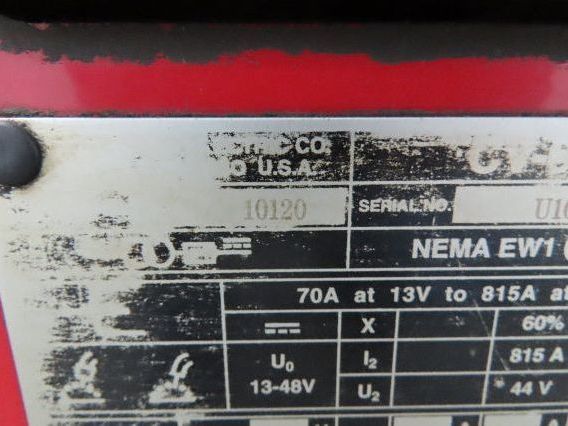 CO.
U.S.A.
10120 SERIAL NO. U1
NEMA EW1
70A at 13V to 815A at
X 60%
U0 I2 815 A
13-48V U2 44 V